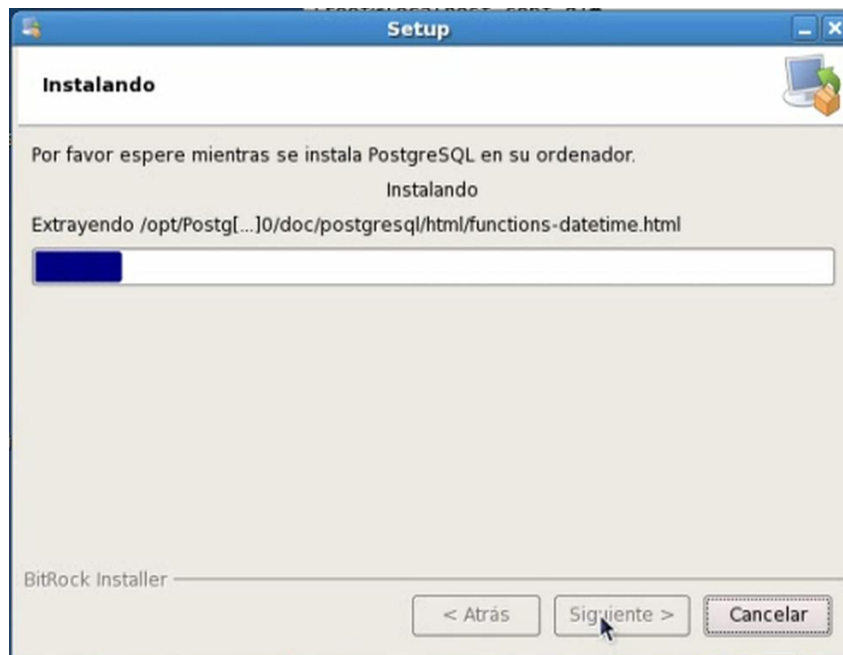 Setup
Instalando
Por favor espere mientras se instala PostgreSQL en su ordenador.
Instalando
Extrayendo /opt/Postg[...]0/doc/postgresql/html/functions-datetime.html
BitRock Installer
< Atrás
Siguiente >
Cancelar